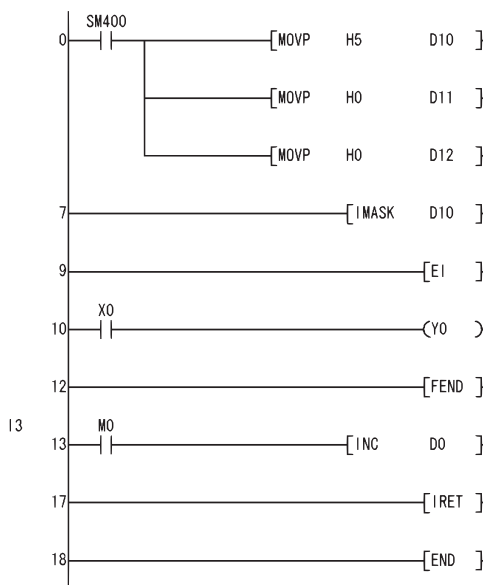 SM400
0 [MOVP H5 D10 ]
[MOVP H0 D11 ]
[MOVP H0 D12 ]
7 [IMASK D10 ]
9 [EI ]
X0
10 (Y0 )
12 [FEND ]
I3 M0
13 [INC D0 ]
17 [IRET ]
18 [END ]